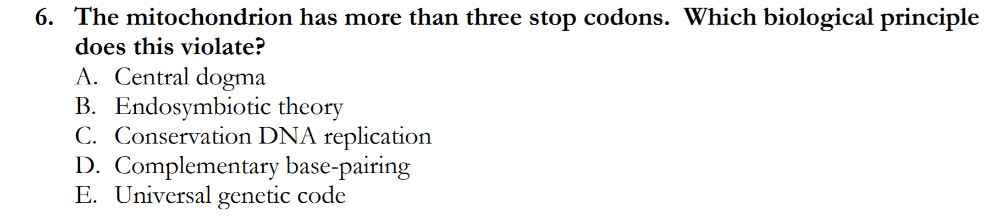 6. The mitochondrion has more than three stop codons. Which biological principle
does this violate?
A. Central dogma
B. Endosymbiotic theory
C. Conservation DNA replication
D. Complementary base-pairing
E. Universal genetic code